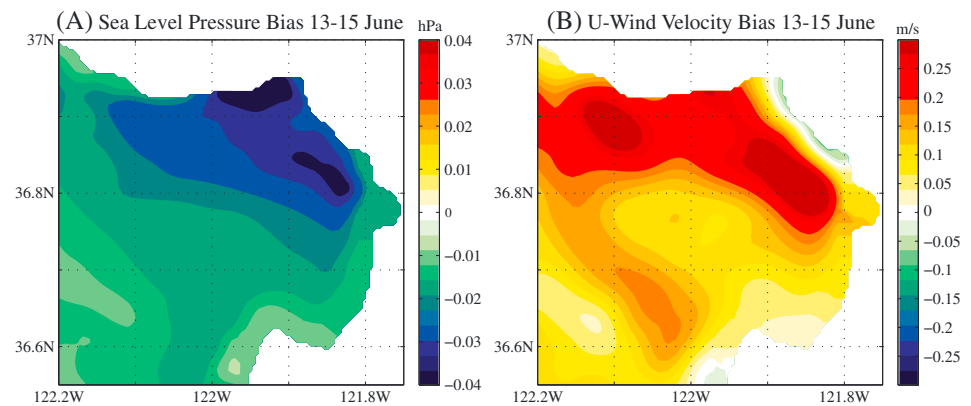 (A) Sea Level Pressure Bias 13-15 June
hPa
37N
36.8N
36.6N
122.2W
122W
121.8W
0.04
0.03
0.02
0.01
0
−0.01
−0.02
−0.03
−0.04
(B) U-Wind Velocity Bias 13-15 June
m/s
37N
36.8N
36.6N
122.2W
122W
121.8W
0.25
0.2
0.15
0.1
0.05
0
−0.05
−0.1
−0.15
−0.2
−0.25